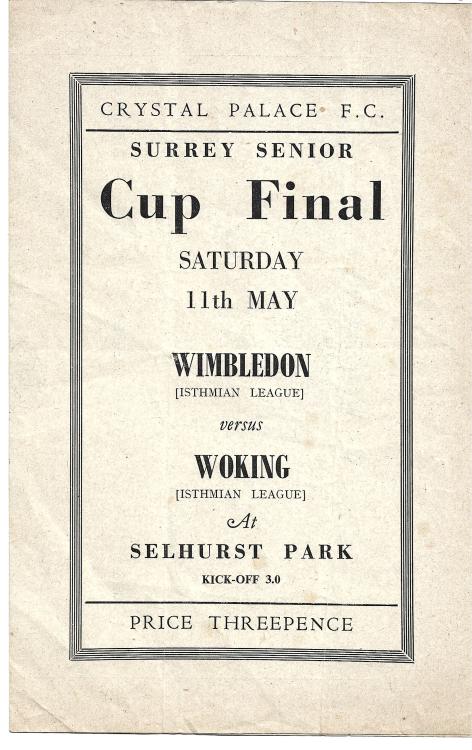 CRYSTAL PALACE F.C.
SURREY SENIOR
Cup Final
SATURDAY
11th MAY
WIMBLEDON
[ISTHMIAN LEAGUE]
versus
WOKING
[ISTHMIAN LEAGUE]
At
SELHURST PARK
KICK-OFF 3.0
PRICE THREEPENCE